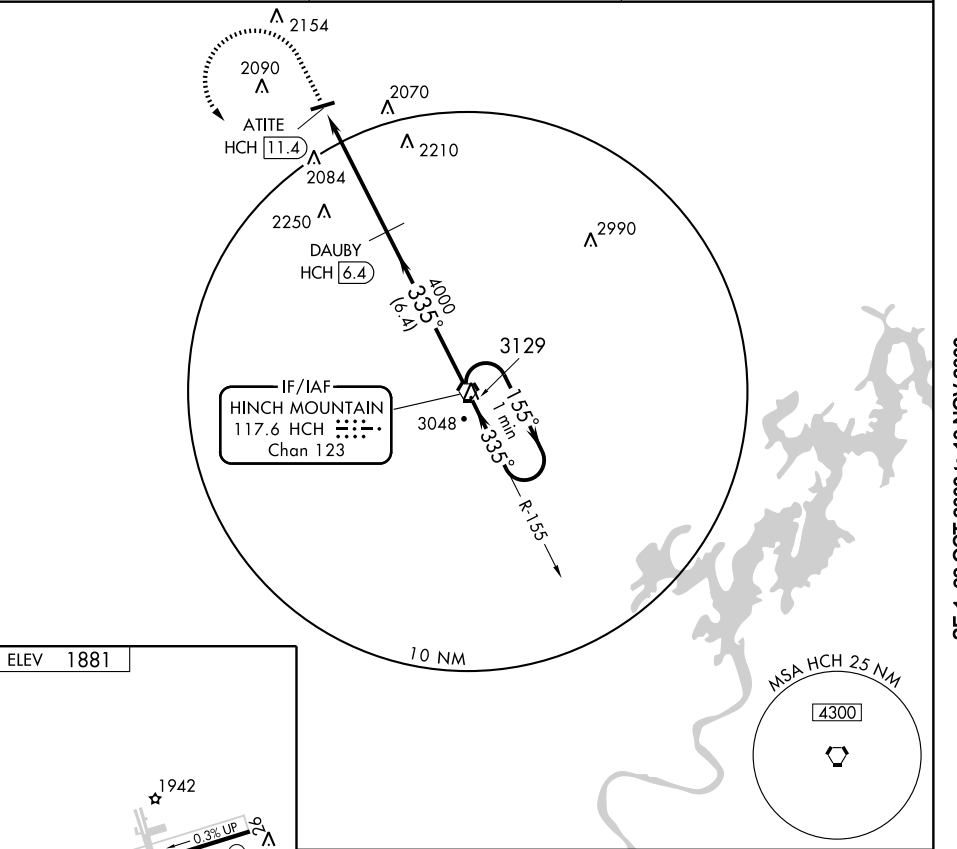 2154
2090
2070
ATITE
HCH 11.4
2210
2084
2250
2990
DAUBY
HCH 6.4
4000
335°
(6.4)
3129
IF/IAF
HINCH MOUNTAIN
117.6 HCH
Chan 123
3048
155°
1 min
335°
R-155
10 NM
ELEV 1881
MSA HCH 25 NM
4300
1942
0.3% UP
26